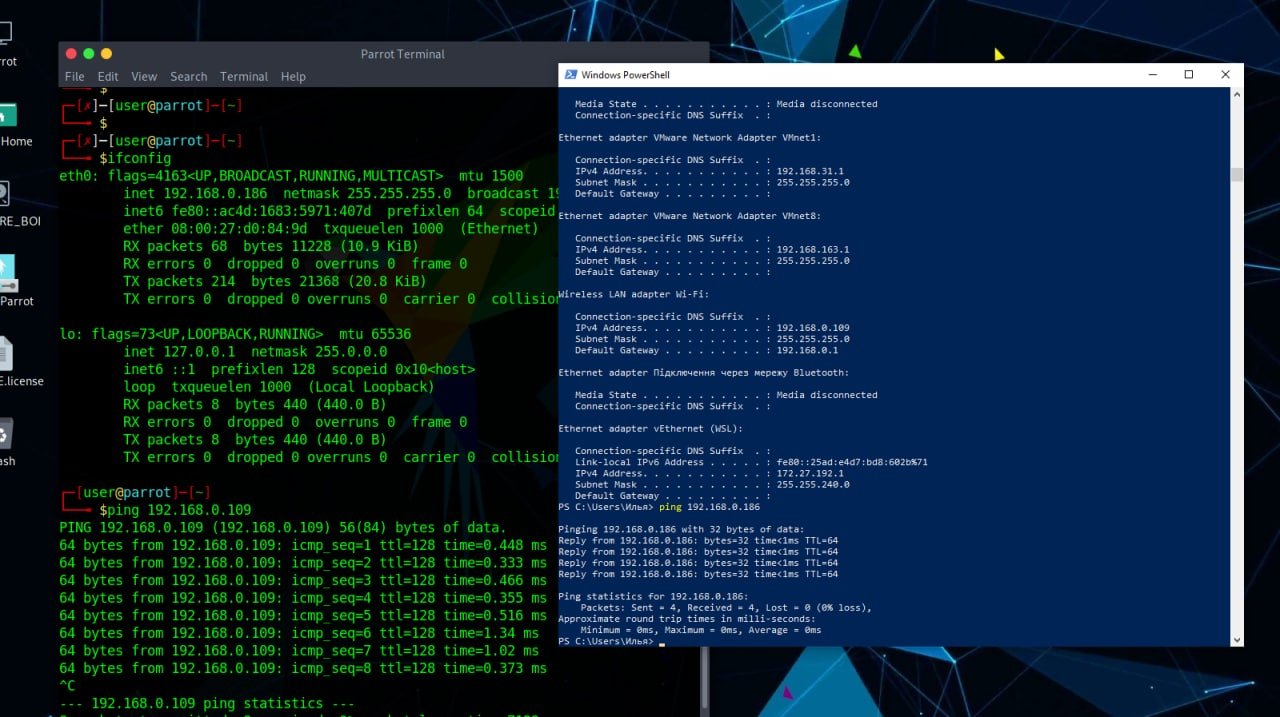 rrot
Home
RE_BOI
Parrot
E.license
ash
Parrot Terminal
File Edit View Search Terminal Help
$
┌─[✗]─[user@parrot]─[~]
└──╼ $
┌─[✗]─[user@parrot]─[~]
└──╼ $ifconfig
eth0: flags=4163<UP,BROADCAST,RUNNING,MULTICAST> mtu 1500
inet 192.168.0.186 netmask 255.255.255.0 broadcast 19
inet6 fe80::ac4d:1683:5971:407d prefixlen 64 scopeid
ether 08:00:27:d0:84:9d txqueuelen 1000 (Ethernet)
RX packets 68 bytes 11228 (10.9 KiB)
RX errors 0 dropped 0 overruns 0 frame 0
TX packets 214 bytes 21368 (20.8 KiB)
TX errors 0 dropped 0 overruns 0 carrier 0 collision
lo: flags=73<UP,LOOPBACK,RUNNING> mtu 65536
inet 127.0.0.1 netmask 255.0.0.0
inet6 ::1 prefixlen 128 scopeid 0x10<host>
loop txqueuelen 1000 (Local Loopback)
RX packets 8 bytes 440 (440.0 B)
RX errors 0 dropped 0 overruns 0 frame 0
TX packets 8 bytes 440 (440.0 B)
TX errors 0 dropped 0 overruns 0 carrier 0 collision
┌─[user@parrot]─[~]
└──╼ $ping 192.168.0.109
PING 192.168.0.109 (192.168.0.109) 56(84) bytes of data.
64 bytes from 192.168.0.109: icmp_seq=1 ttl=128 time=0.448 ms
64 bytes from 192.168.0.109: icmp_seq=2 ttl=128 time=0.333 ms
64 bytes from 192.168.0.109: icmp_seq=3 ttl=128 time=0.466 ms
64 bytes from 192.168.0.109: icmp_seq=4 ttl=128 time=0.355 ms
64 bytes from 192.168.0.109: icmp_seq=5 ttl=128 time=0.516 ms
64 bytes from 192.168.0.109: icmp_seq=6 ttl=128 time=1.34 ms
64 bytes from 192.168.0.109: icmp_seq=7 ttl=128 time=1.02 ms
64 bytes from 192.168.0.109: icmp_seq=8 ttl=128 time=0.373 ms
^C
--- 192.168.0.109 ping statistics ---
Windows PowerShell
Media State . . . . . . . . . . . : Media disconnected
Connection-specific DNS Suffix . :
Ethernet adapter VMware Network Adapter VMnet1:
Connection-specific DNS Suffix . :
IPv4 Address. . . . . . . . . . . : 192.168.31.1
Subnet Mask . . . . . . . . . . . : 255.255.255.0
Default Gateway . . . . . . . . . :
Ethernet adapter VMware Network Adapter VMnet8:
Connection-specific DNS Suffix . :
IPv4 Address. . . . . . . . . . . : 192.168.163.1
Subnet Mask . . . . . . . . . . . : 255.255.255.0
Default Gateway . . . . . . . . . :
Wireless LAN adapter Wi-Fi:
Connection-specific DNS Suffix . :
IPv4 Address. . . . . . . . . . . : 192.168.0.109
Subnet Mask . . . . . . . . . . . : 255.255.255.0
Default Gateway . . . . . . . . . : 192.168.0.1
Ethernet adapter Підключення через мережу Bluetooth:
Media State . . . . . . . . . . . : Media disconnected
Connection-specific DNS Suffix . :
Ethernet adapter vEthernet (WSL):
Connection-specific DNS Suffix . :
Link-local IPv6 Address . . . . . : fe80::25ad:e4d7:bd8:602b%71
IPv4 Address. . . . . . . . . . . : 172.27.192.1
Subnet Mask . . . . . . . . . . . : 255.255.240.0
Default Gateway . . . . . . . . . :
PS C:\Users\Илья> ping 192.168.0.186
Pinging 192.168.0.186 with 32 bytes of data:
Reply from 192.168.0.186: bytes=32 time<1ms TTL=64
Reply from 192.168.0.186: bytes=32 time<1ms TTL=64
Reply from 192.168.0.186: bytes=32 time<1ms TTL=64
Reply from 192.168.0.186: bytes=32 time<1ms TTL=64
Ping statistics for 192.168.0.186:
Packets: Sent = 4, Received = 4, Lost = 0 (0% loss),
Approximate round trip times in milli-seconds:
Minimum = 0ms, Maximum = 0ms, Average = 0ms
PS C:\Users\Илья>